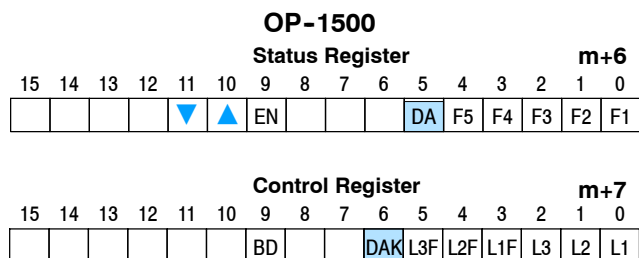 OP-1500
Status Register m+6
15 14 13 12 11 10 9 8 7 6 5 4 3 2 1 0
▼ ▲ EN DA F5 F4 F3 F2 F1
Control Register m+7
15 14 13 12 11 10 9 8 7 6 5 4 3 2 1 0
BD DAK L3F L2F L1F L3 L2 L1